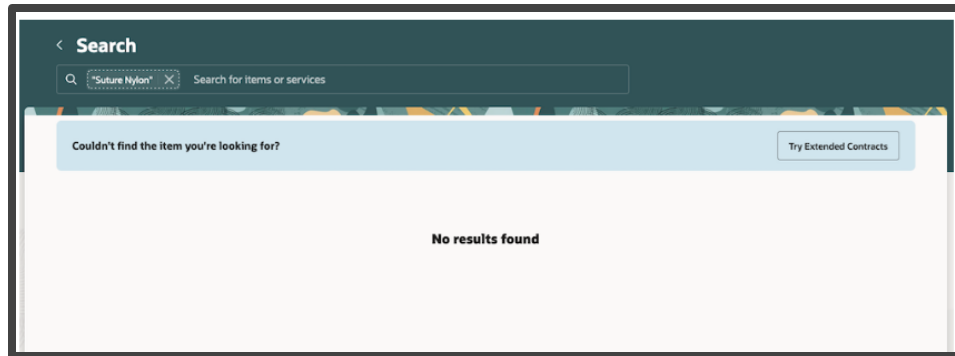 Search
"Suture Nylon" Search for items or services
Couldn't find the item you're looking for? Try Extended Contracts
No results found